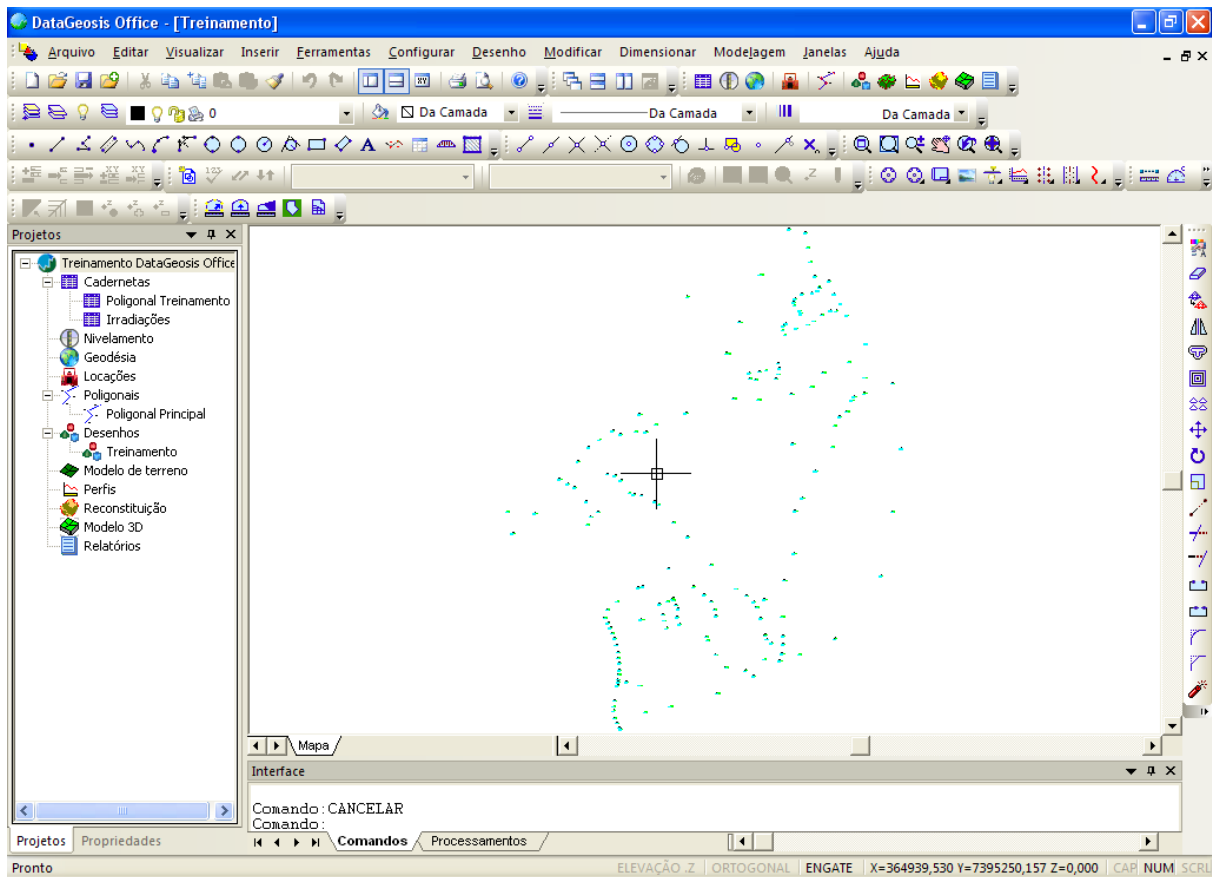 DataGeosis Office - [Treinamento]
Arquivo Editar Visualizar Inserir Ferramentas Configurar Desenho Modificar Dimensionar Modelagem Janelas Ajuda
0 Da Camada Da Camada Da Camada
Projetos
Treinamento DataGeosis Office
Cadernetas
Poligonal Treinamento
Irradiações
Nivelamento
Geodésia
Locações
Poligonais
Poligonal Principal
Desenhos
Treinamento
Modelo de terreno
Perfis
Reconstituição
Modelo 3D
Relatórios
Mapa
Interface
Comando:CANCELAR
Comando:
Projetos Propriedades
Comandos Processamentos
Pronto
ELEVAÇÃO .Z ORTOGONAL ENGATE X=364939,530 Y=7395250,157 Z=0,000 CAP NUM SCRL